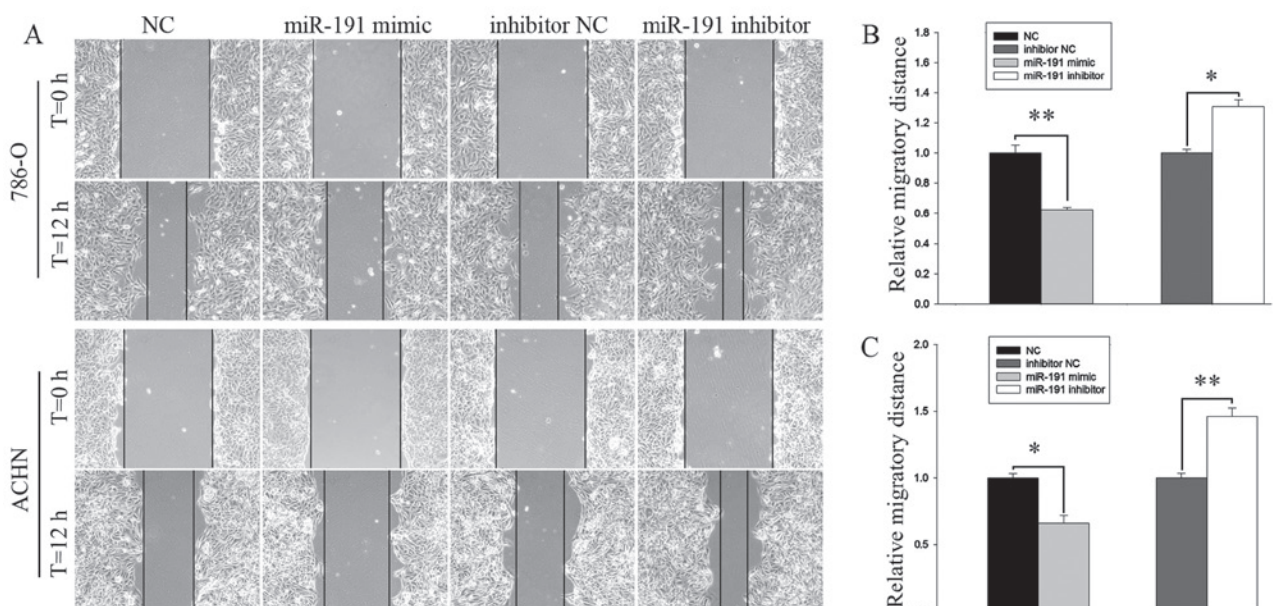 A
NC
miR-191 mimic
inhibitor NC
miR-191 inhibitor
786-O
T=0 h
T=12 h
ACHN
T=0 h
T=12 h
B
Relative migratory distance
1.8
1.6
1.4
1.2
1.0
0.8
0.6
0.4
0.2
0.0
NC
inhibior NC
miR-191 mimic
miR-191 inhibitor
**
*
C
Relative migratory distance
2.0
1.5
1.0
0.5
NC
inhibitor NC
miR-191 mimic
miR-191 inhibitor
*
**